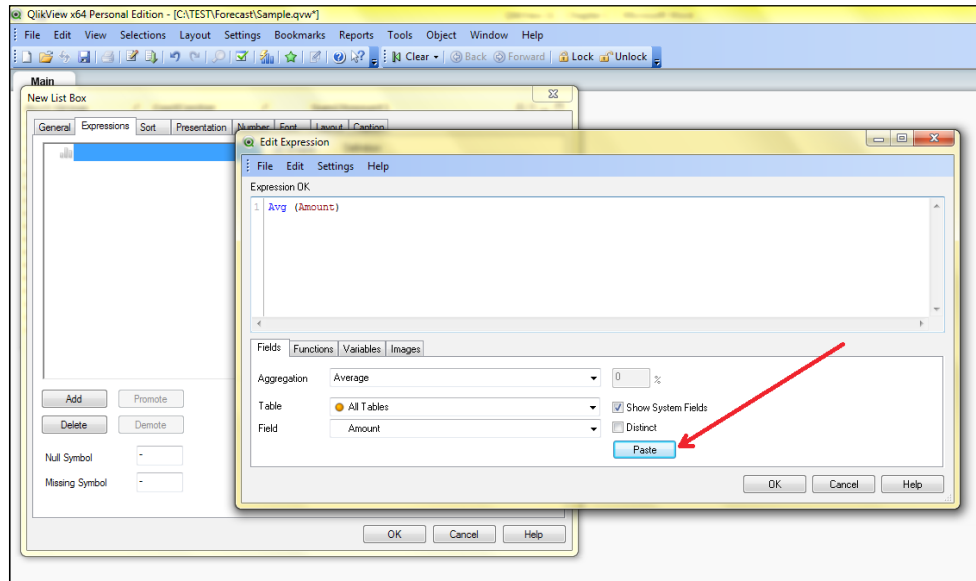 QlikView x64 Personal Edition - [C:\TEST\Forecast\Sample.qvw*]
File Edit View Selections Layout Settings Bookmarks Reports Tools Object Window Help
Clear Back Forward Lock Unlock
Main
New List Box
General Expressions Sort Presentation Number Font Layout Caption
Edit Expression
File Edit Settings Help
Expression OK
1 Avg (Amount)
Fields Functions Variables Images
Aggregation Average 0 %
Table All Tables Show System Fields
Field Amount Distinct
Paste
Add Promote
Delete Demote
Null Symbol -
Missing Symbol -
OK Cancel Help
OK Cancel Help